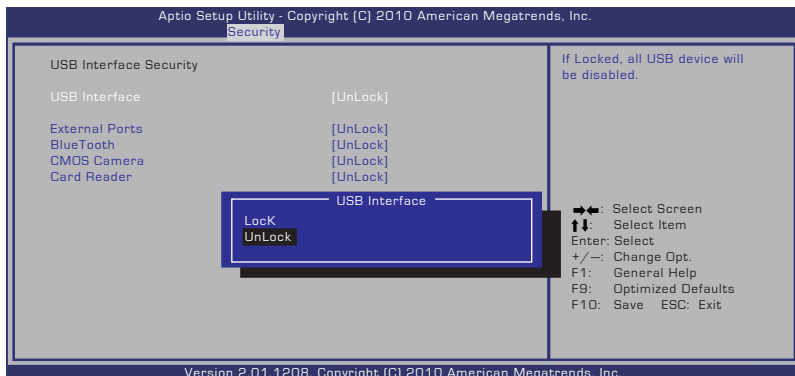 Aptio Setup Utility - Copyright (C) 2010 American Megatrends, Inc.
Security
USB Interface Security
USB Interface [UnLock]
External Ports [UnLock]
BlueTooth [UnLock]
CMOS Camera [UnLock]
Card Reader [UnLock]
USB Interface
LocK
UnLock
If Locked, all USB device will
be disabled.
→←: Select Screen
↑↓: Select Item
Enter: Select
+/—: Change Opt.
F1: General Help
F9: Optimized Defaults
F10: Save ESC: Exit
Version 2.01.1208. Copyright (C) 2010 American Megatrends, Inc.